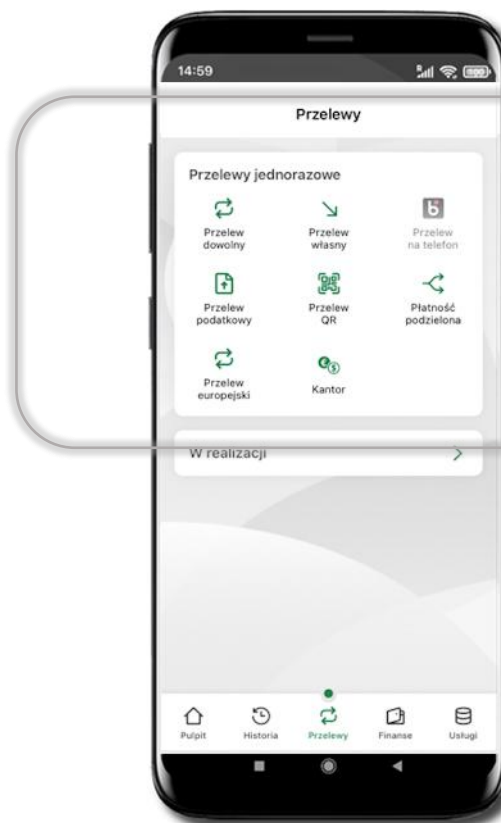 14:59
Przelewy
Przelewy jednorazowe
Przelew
dowolny
Przelew
własny
Przelew
na telefon
Przelew
podatkowy
Przelew
QR
Płatność
podzielona
Przelew
europejski
Kantor
W realizacji
Pulpit
Historia
Przelewy
Finanse
Usługi